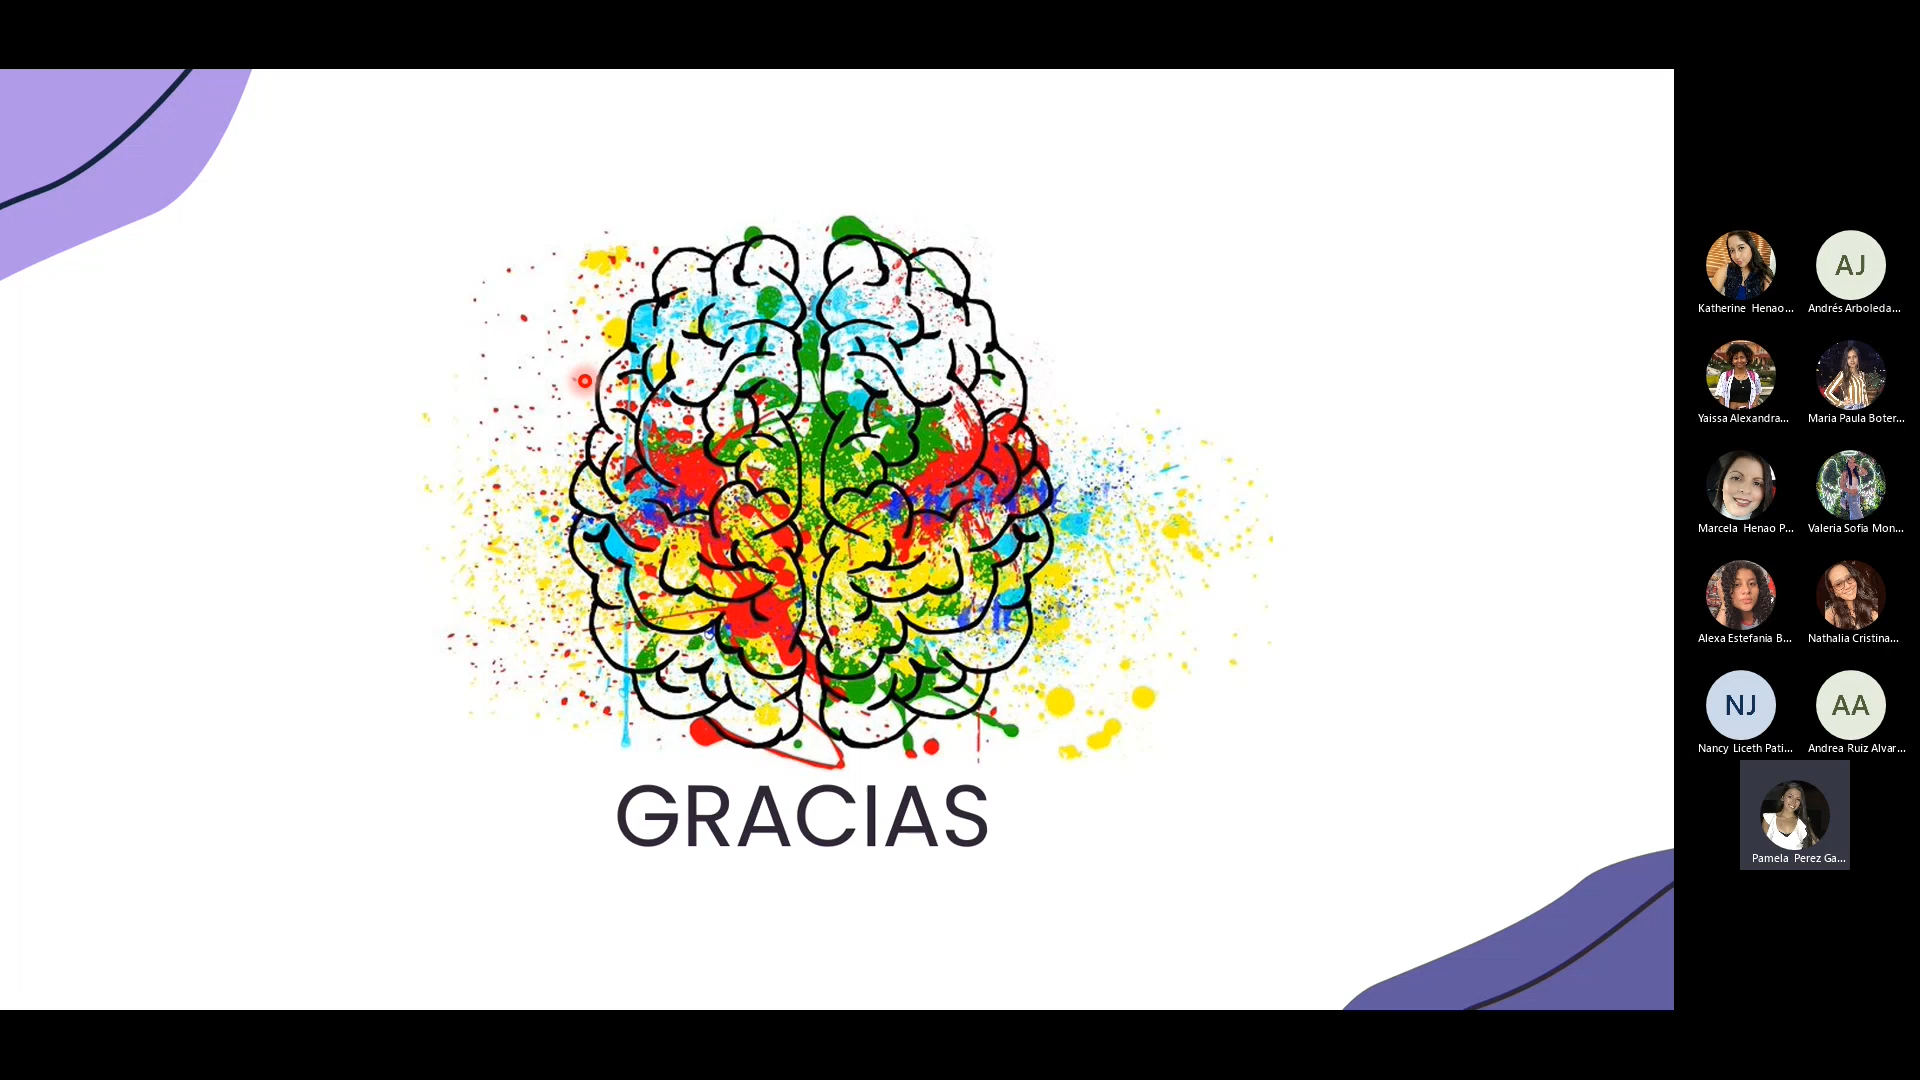 GRACIAS
Katherine Henao...
AJ
Andrés Arboleda...
Yaissa Alexandra...
Maria Paula Boter...
Marcela Henao P...
Valeria Sofia Mon...
Alexa Estefania B...
Nathalia Cristina...
NJ
Nancy Liceth Pati...
AA
Andrea Ruiz Alvar...
Pamela Perez Ga...